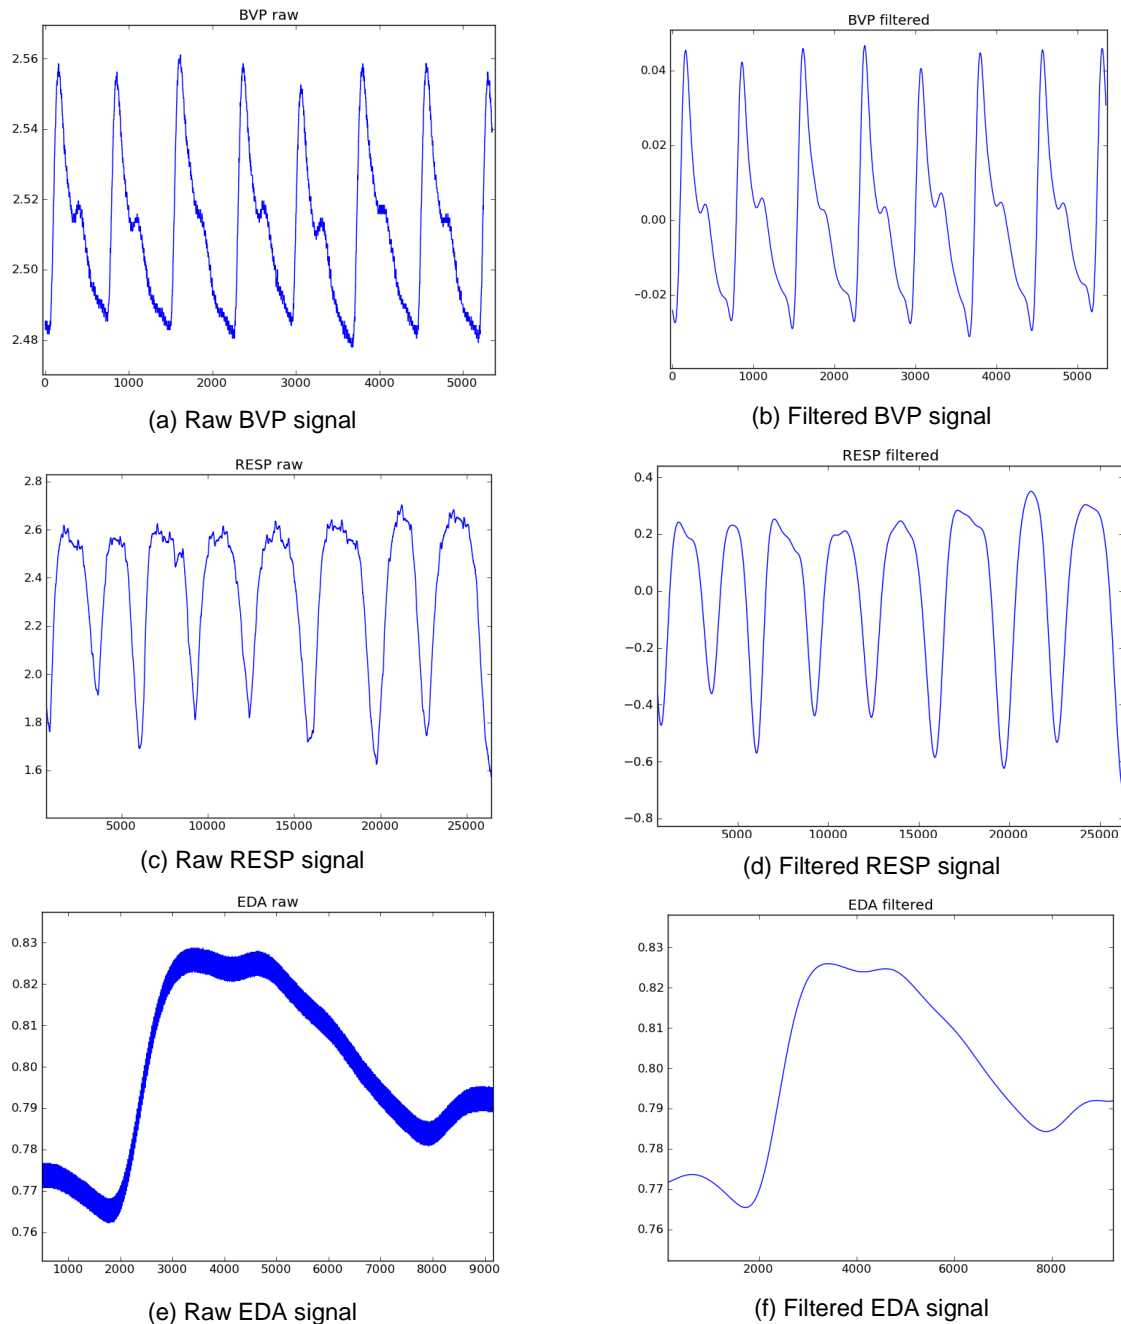 BVP raw
2.56
2.54
2.52
2.50
2.48
0 1000 2000 3000 4000 5000
(a) Raw BVP signal
BVP filtered
0.04
0.02
0.00
−0.02
0 1000 2000 3000 4000 5000
(b) Filtered BVP signal
RESP raw
2.8
2.6
2.4
2.2
2.0
1.8
1.6
5000 10000 15000 20000 25000
(c) Raw RESP signal
RESP filtered
0.4
0.2
0.0
−0.2
−0.4
−0.6
−0.8
5000 10000 15000 20000 25000
(d) Filtered RESP signal
EDA raw
0.83
0.82
0.81
0.80
0.79
0.78
0.77
0.76
1000 2000 3000 4000 5000 6000 7000 8000 9000
(e) Raw EDA signal
EDA filtered
0.83
0.82
0.81
0.80
0.79
0.78
0.77
0.76
2000 4000 6000 8000
(f) Filtered EDA signal